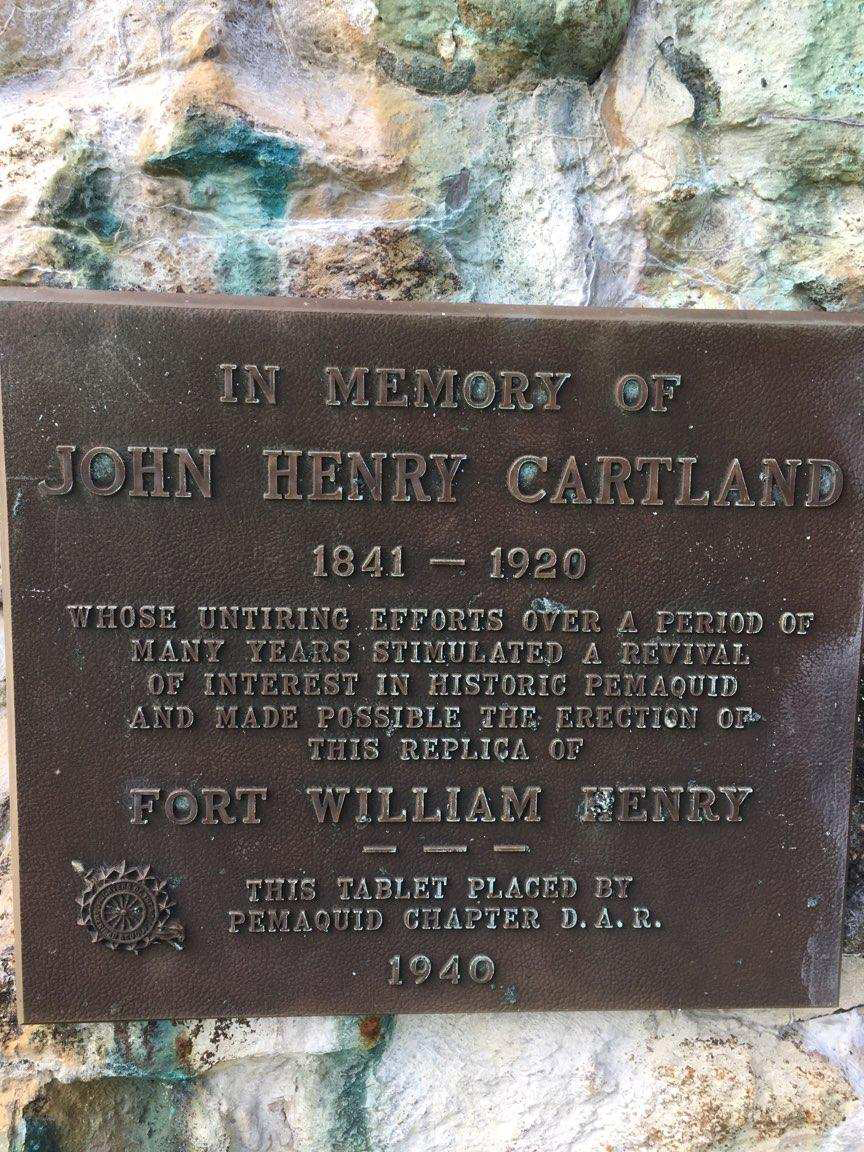 IN MEMORY OF
JOHN HENRY CARTLAND
1841 — 1920
WHOSE UNTIRING EFFORTS OVER A PERIOD OF
MANY YEARS STIMULATED A REVIVAL
OF INTEREST IN HISTORIC PEMAQUID
AND MADE POSSIBLE THE ERECTION OF
THIS REPLICA OF
FORT WILLIAM HENRY
— — —
THIS TABLET PLACED BY
PEMAQUID CHAPTER D.A.R.
1940